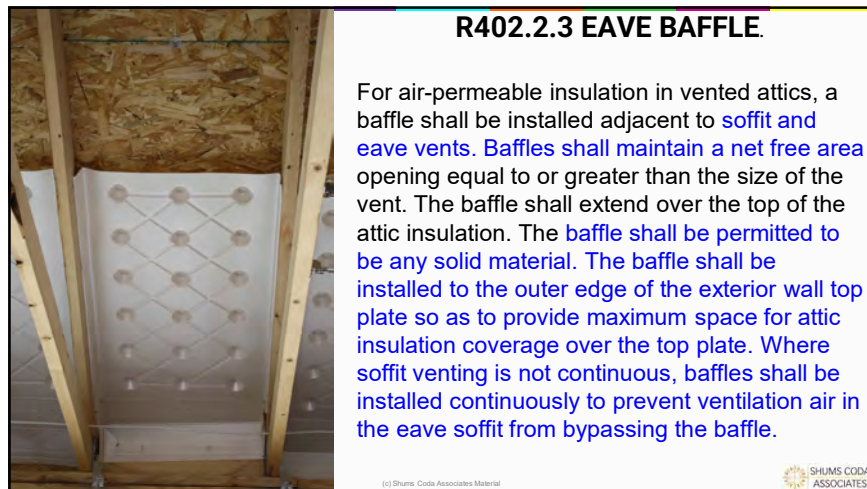 R402.2.3 EAVE BAFFLE.
For air-permeable insulation in vented attics, a
baffle shall be installed adjacent to soffit and
eave vents. Baffles shall maintain a net free area
opening equal to or greater than the size of the
vent. The baffle shall extend over the top of the
attic insulation. The baffle shall be permitted to
be any solid material. The baffle shall be
installed to the outer edge of the exterior wall top
plate so as to provide maximum space for attic
insulation coverage over the top plate. Where
soffit venting is not continuous, baffles shall be
installed continuously to prevent ventilation air in
the eave soffit from bypassing the baffle.
(c) Shums Coda Associates Material
SHUMS CODA
ASSOCIATES